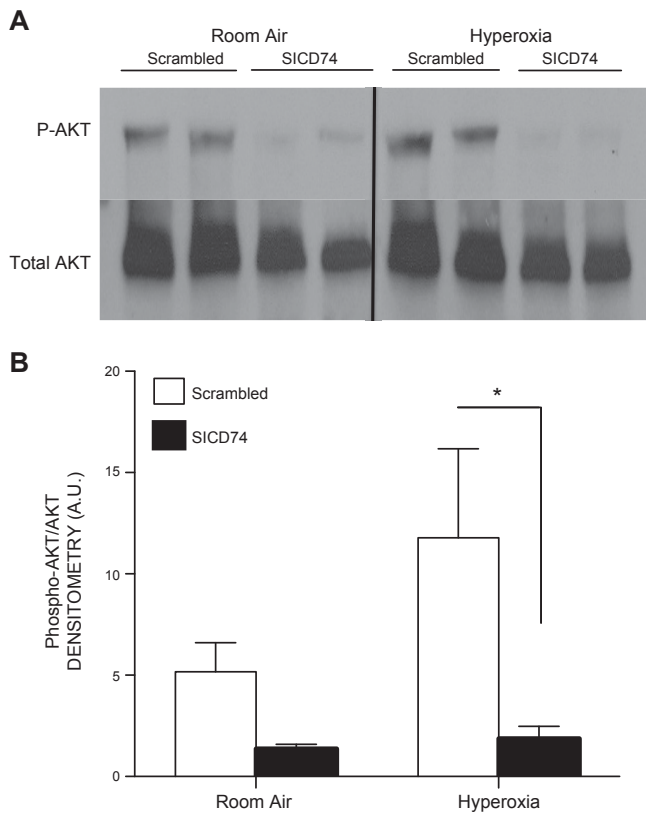 A
Room Air Hyperoxia
Scrambled SICD74 Scrambled SICD74
P-AKT
Total AKT
B
20
15
10
5
0
Phospho-AKT/AKT
DENSITOMETRY (A.U.)
Scrambled
SICD74
*
Room Air Hyperoxia